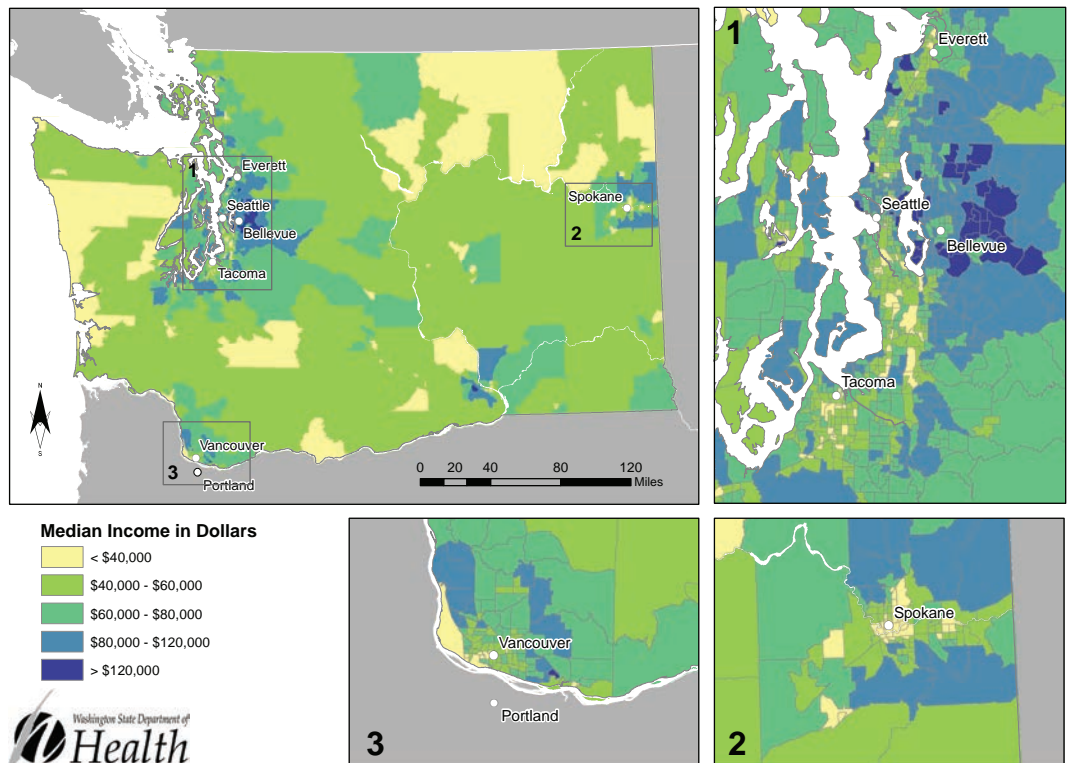 1
Everett
Seattle
Bellevue
Tacoma
Spokane
2
N
S
Vancouver
3
Portland
0 20 40 80 120
Miles
1
Everett
Seattle
Bellevue
Tacoma
Median Income in Dollars
< $40,000
$40,000 - $60,000
$60,000 - $80,000
$80,000 - $120,000
> $120,000
Washington State Department of
Health
Vancouver
Portland
3
Spokane
2